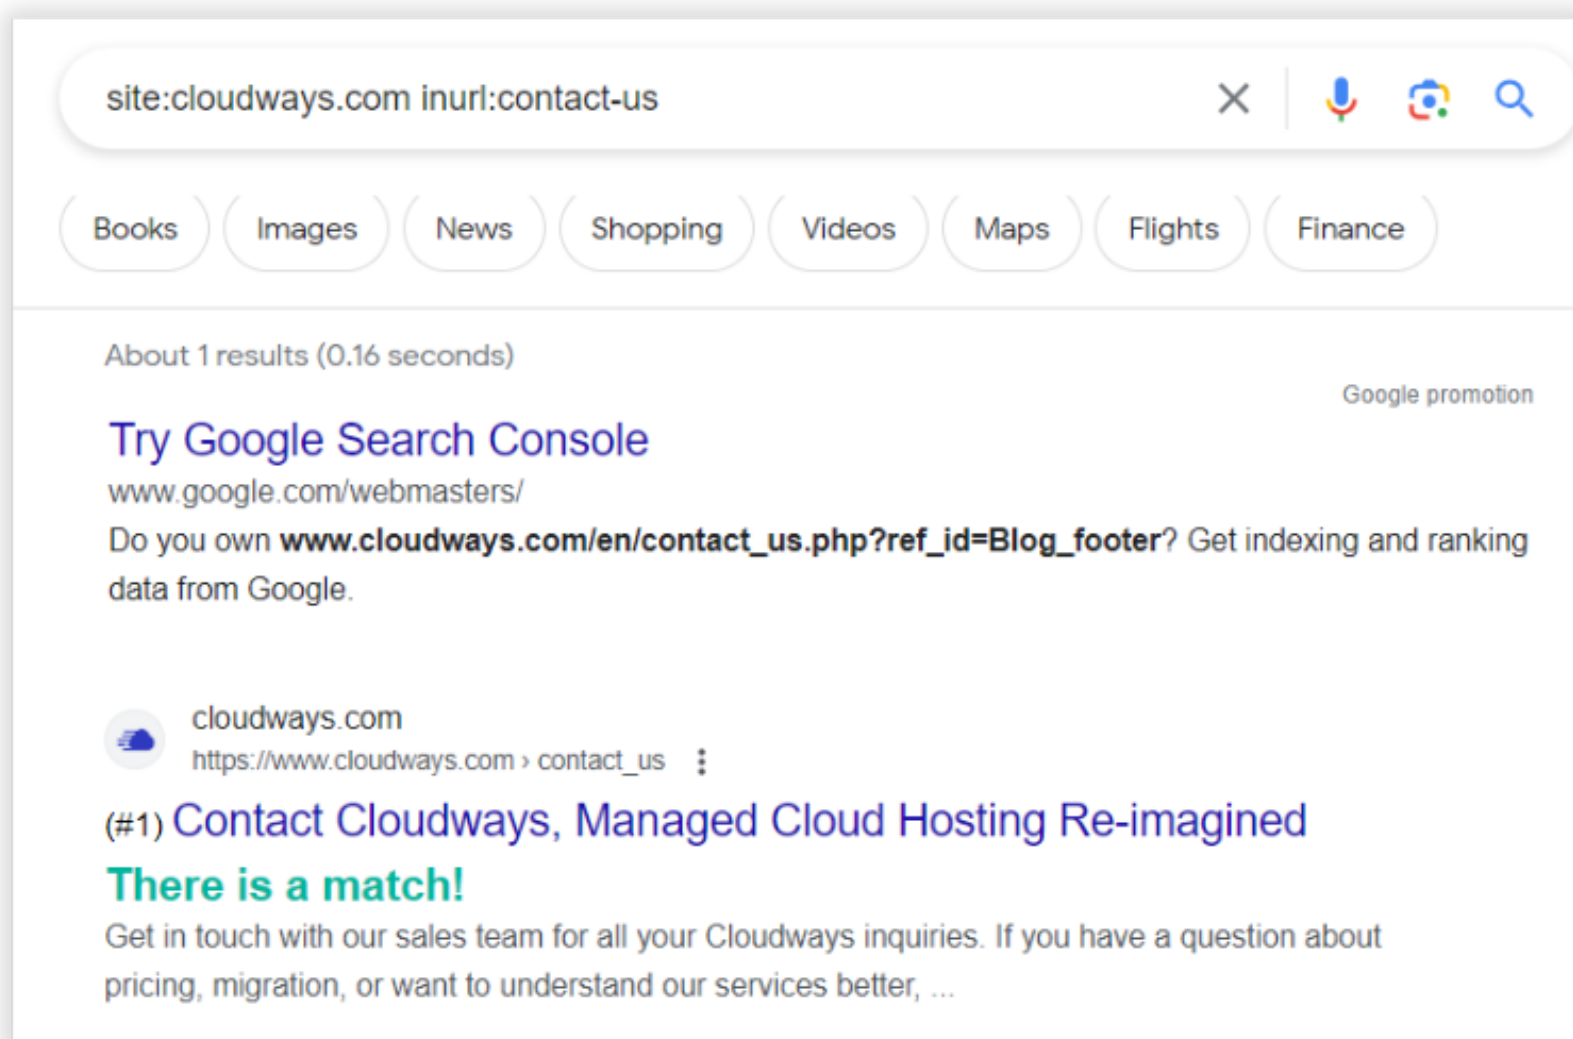 site:cloudways.com inurl:contact-us
Books Images News Shopping Videos Maps Flights Finance
About 1 results (0.16 seconds)
Google promotion
Try Google Search Console
www.google.com/webmasters/
Do you own www.cloudways.com/en/contact_us.php?ref_id=Blog_footer? Get indexing and ranking
data from Google.
cloudways.com
https://www.cloudways.com › contact_us
(#1) Contact Cloudways, Managed Cloud Hosting Re-imagined
There is a match!
Get in touch with our sales team for all your Cloudways inquiries. If you have a question about
pricing, migration, or want to understand our services better, ...